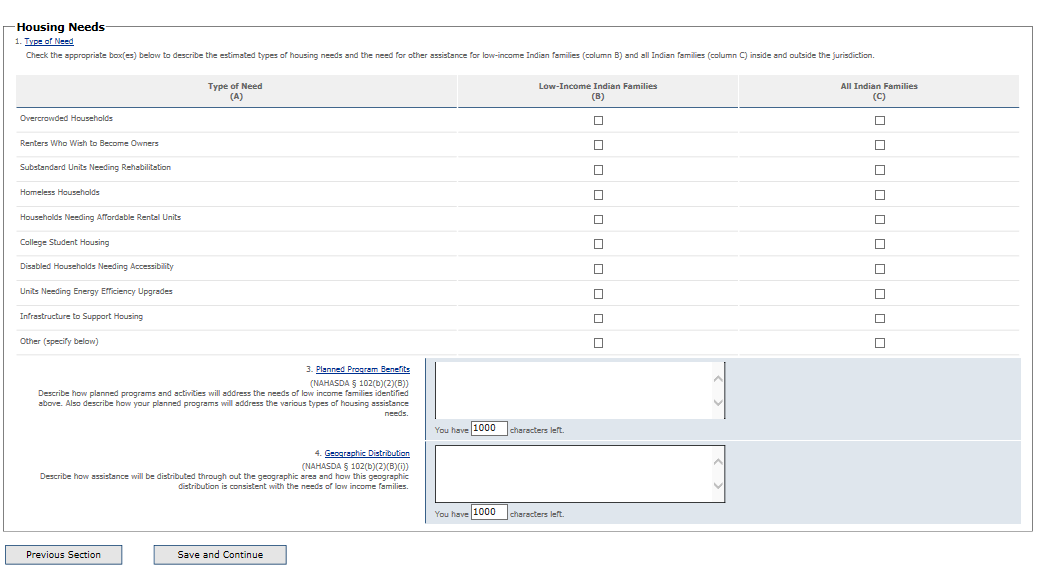 Housing Needs
1. Type of Need
Check the appropriate box(es) below to describe the estimated types of housing needs and the need for other assistance for low-income Indian families (column B) and all Indian families (column C) inside and outside the jurisdiction.
Type of Need
(A)
Low-Income Indian Families
(B)
All Indian Families
(C)
Overcrowded Households
Renters Who Wish to Become Owners
Substandard Units Needing Rehabilitation
Homeless Households
Households Needing Affordable Rental Units
College Student Housing
Disabled Households Needing Accessibility
Units Needing Energy Efficiency Upgrades
Infrastructure to Support Housing
Other (specify below)
3. Planned Program Benefits
(NAHASDA § 102(b)(2)(B))
Describe how planned programs and activities will address the needs of low income families identified
above. Also describe how your planned programs will address the various types of housing assistance
needs.
You have 1000 characters left.
4. Geographic Distribution
(NAHASDA § 102(b)(2)(B)(i))
Describe how assistance will be distributed through out the geographic area and how this geographic
distribution is consistent with the needs of low income families.
You have 1000 characters left.
Previous Section
Save and Continue